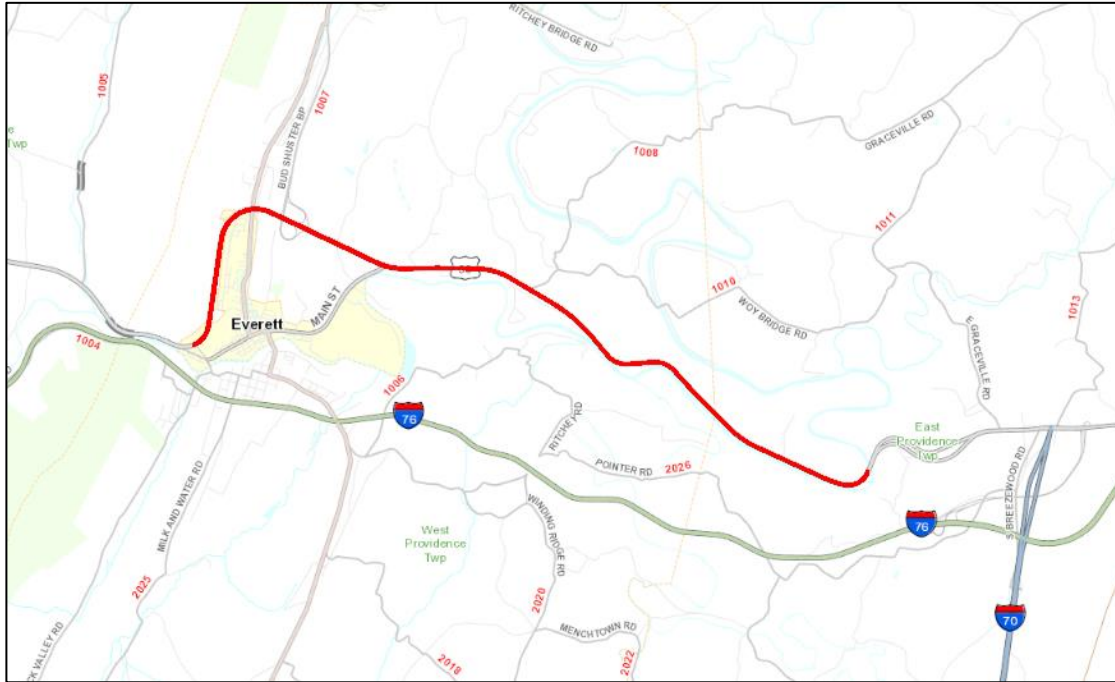 RITCHEY BRIDGE RD
1005
1007
BUD SHUSTER BP
1008
GRACEVILLE RD
Twp
1011
1010
WOY BRIDGE RD
1013
MAIN ST
Everett
E GRACEVILLE RD
1004
1006
76
RITCHEY RD
East
Providence
Twp
POINTER RD
2026
S BREEZEWOOD RD
MILK AND WATER RD
WINDING RIDGE RD
76
West
Providence
Twp
2025
2020
70
MENCHTOWN RD
2018
2022
VALLEY RD